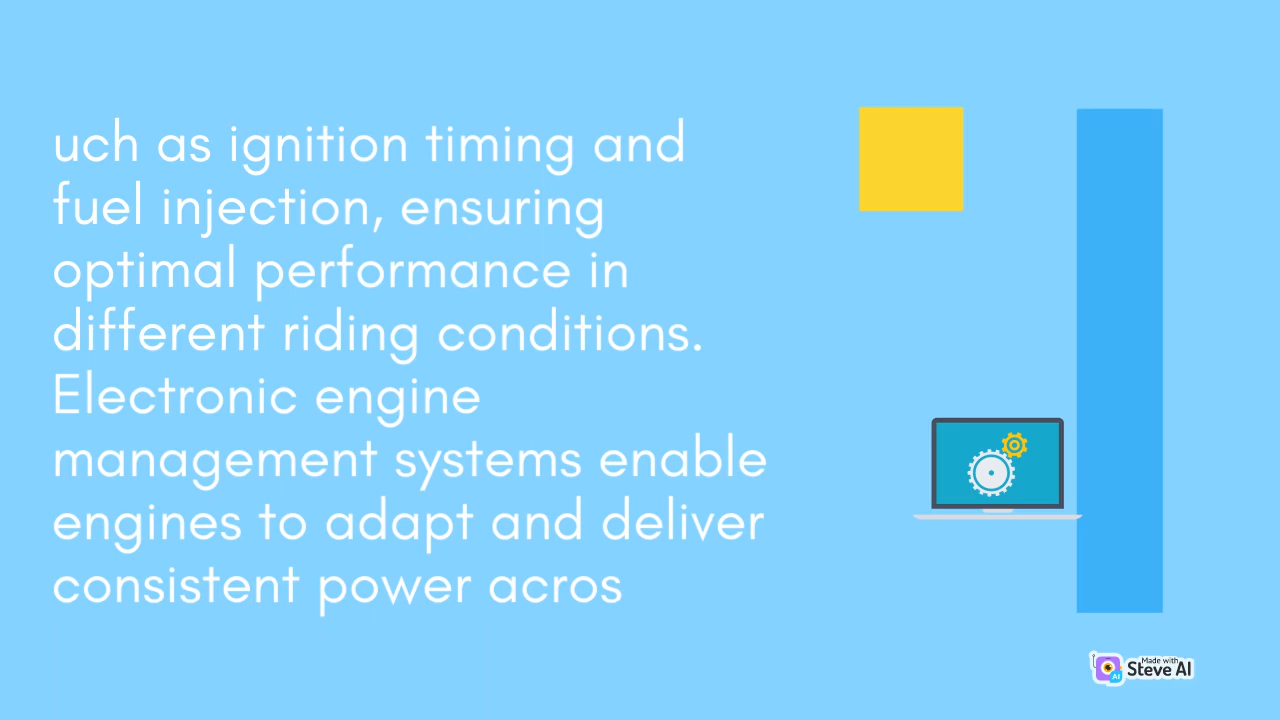 uch as ignition timing and
fuel injection, ensuring
optimal performance in
different riding conditions.
Electronic engine
management systems enable
engines to adapt and deliver
consistent power acros
Made with
Steve AI
AI